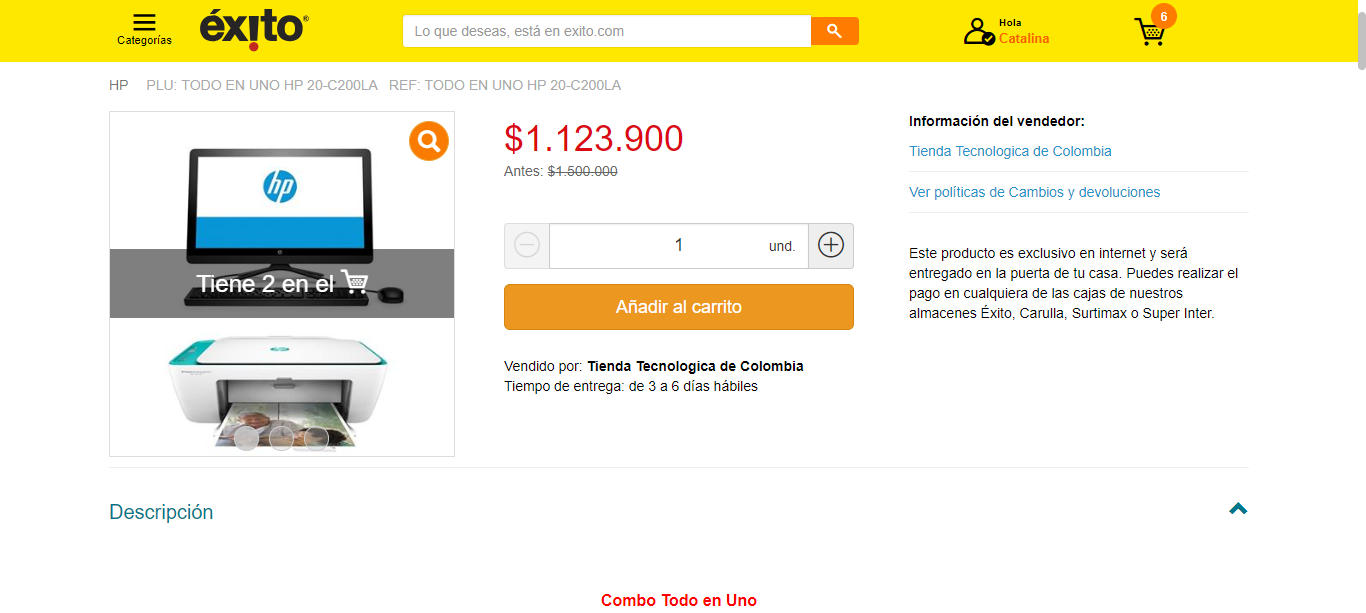 Categorías
éxito®
Lo que deseas, está en exito.com
Hola
Catalina
6
HP PLU: TODO EN UNO HP 20-C200LA REF: TODO EN UNO HP 20-C200LA
hp
Tiene 2 en el
$1.123.900
Antes: $1.500.000
1 und.
Añadir al carrito
Vendido por: Tienda Tecnologica de Colombia
Tiempo de entrega: de 3 a 6 días hábiles
Información del vendedor:
Tienda Tecnologica de Colombia
Ver políticas de Cambios y devoluciones
Este producto es exclusivo en internet y será
entregado en la puerta de tu casa. Puedes realizar el
pago en cualquiera de las cajas de nuestros
almacenes Éxito, Carulla, Surtimax o Super Inter.
Descripción
Combo Todo en Uno